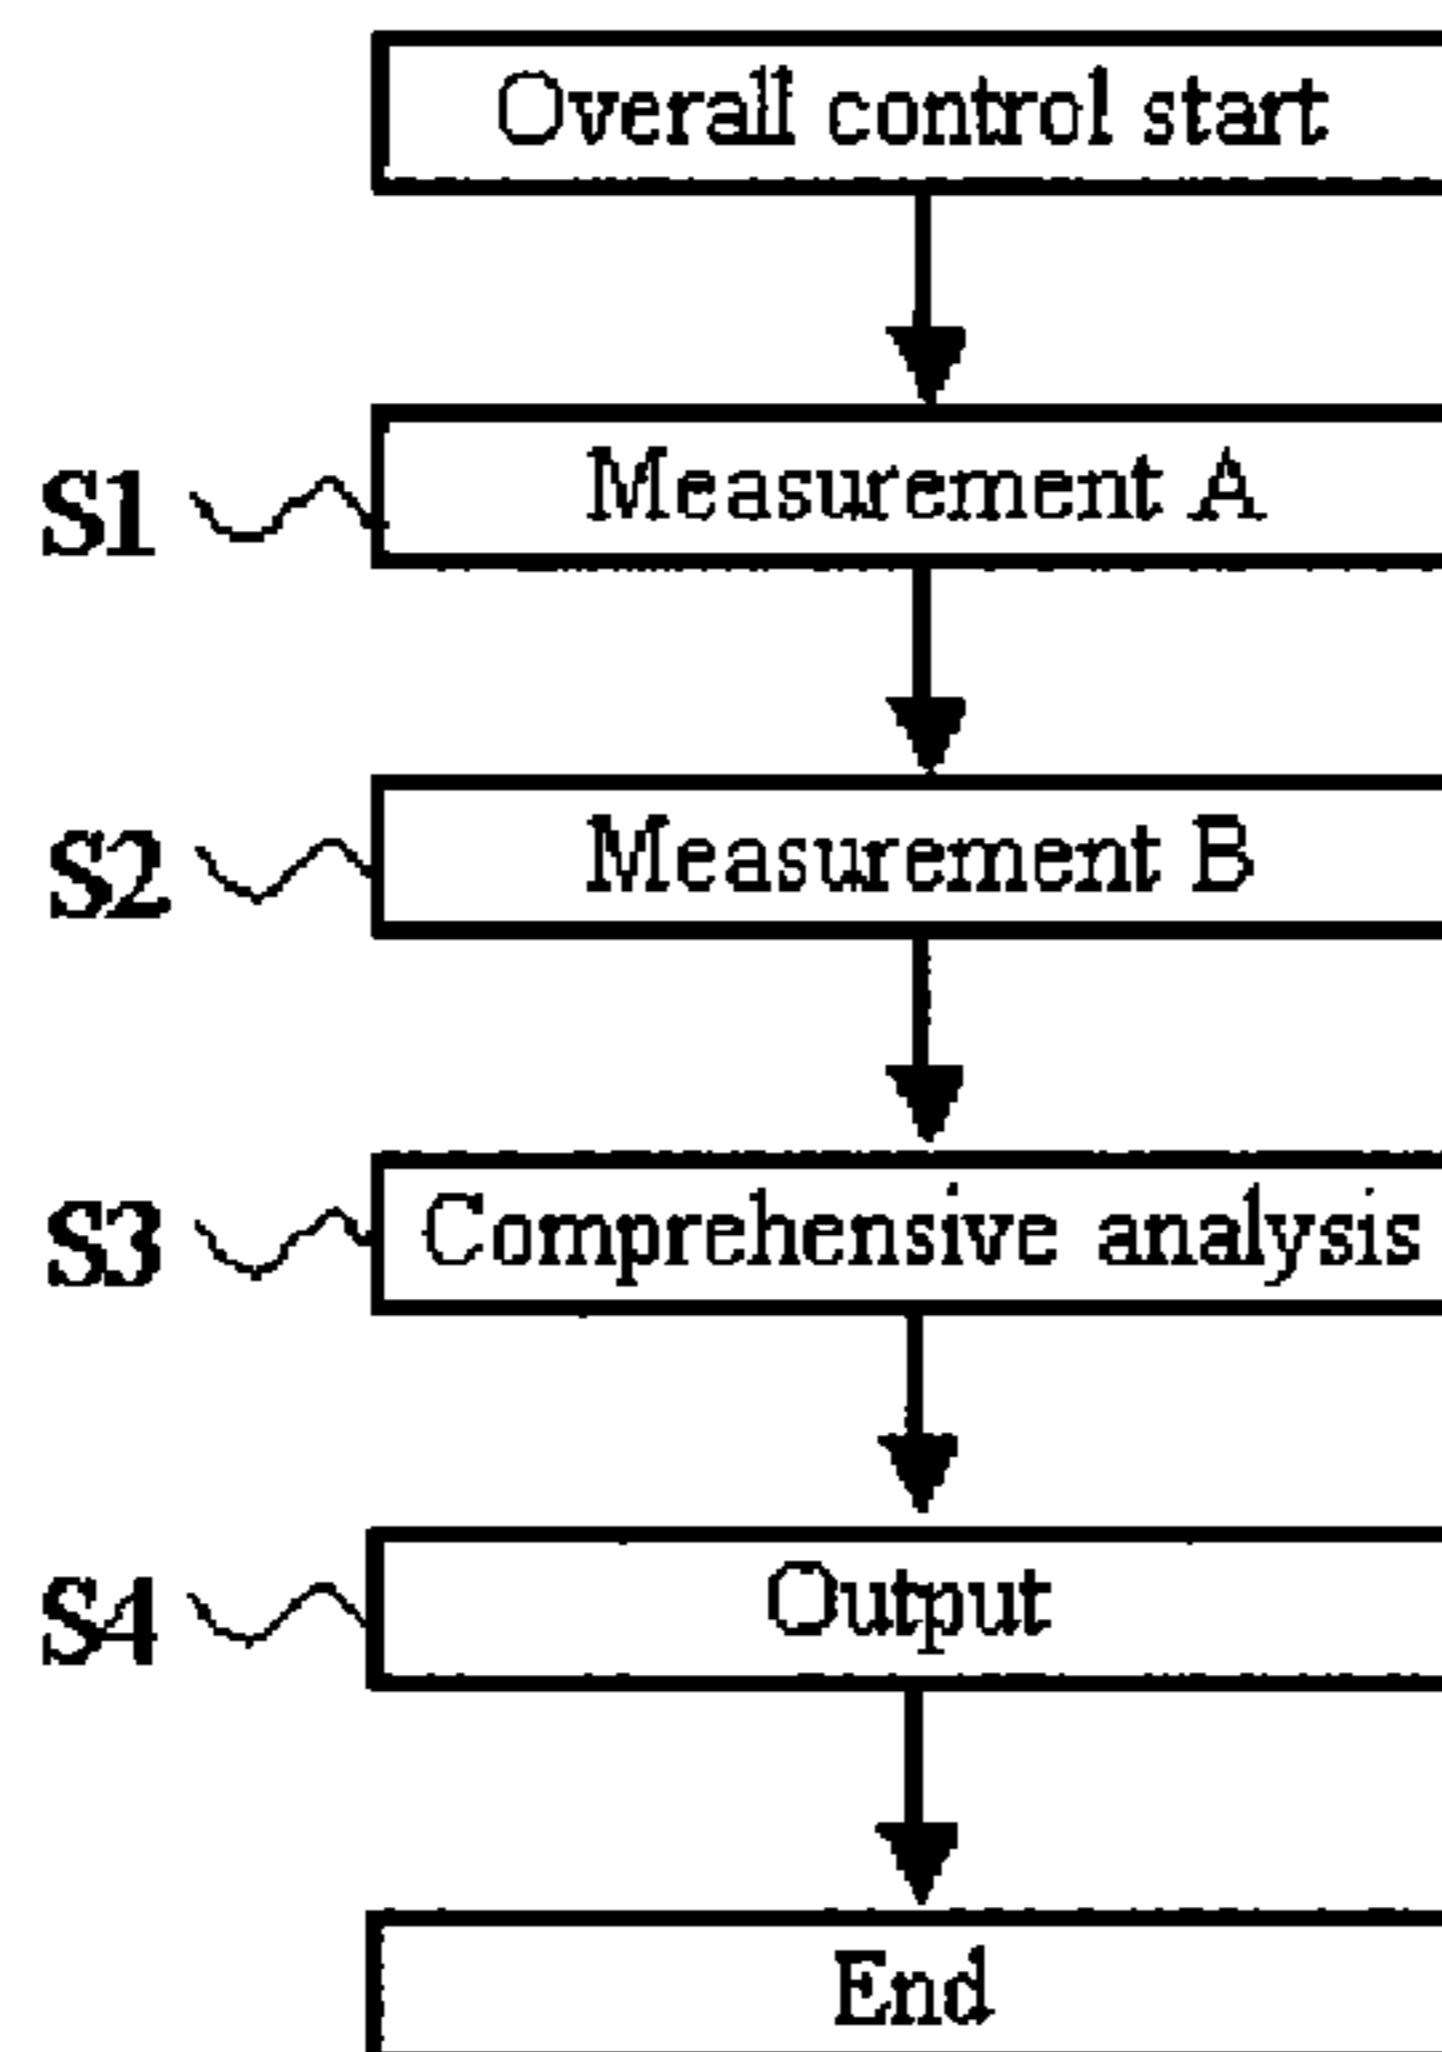 Overall control start
S1 Measurement A
S2 Measurement B
S3 Comprehensive analysis
S4 Output
End